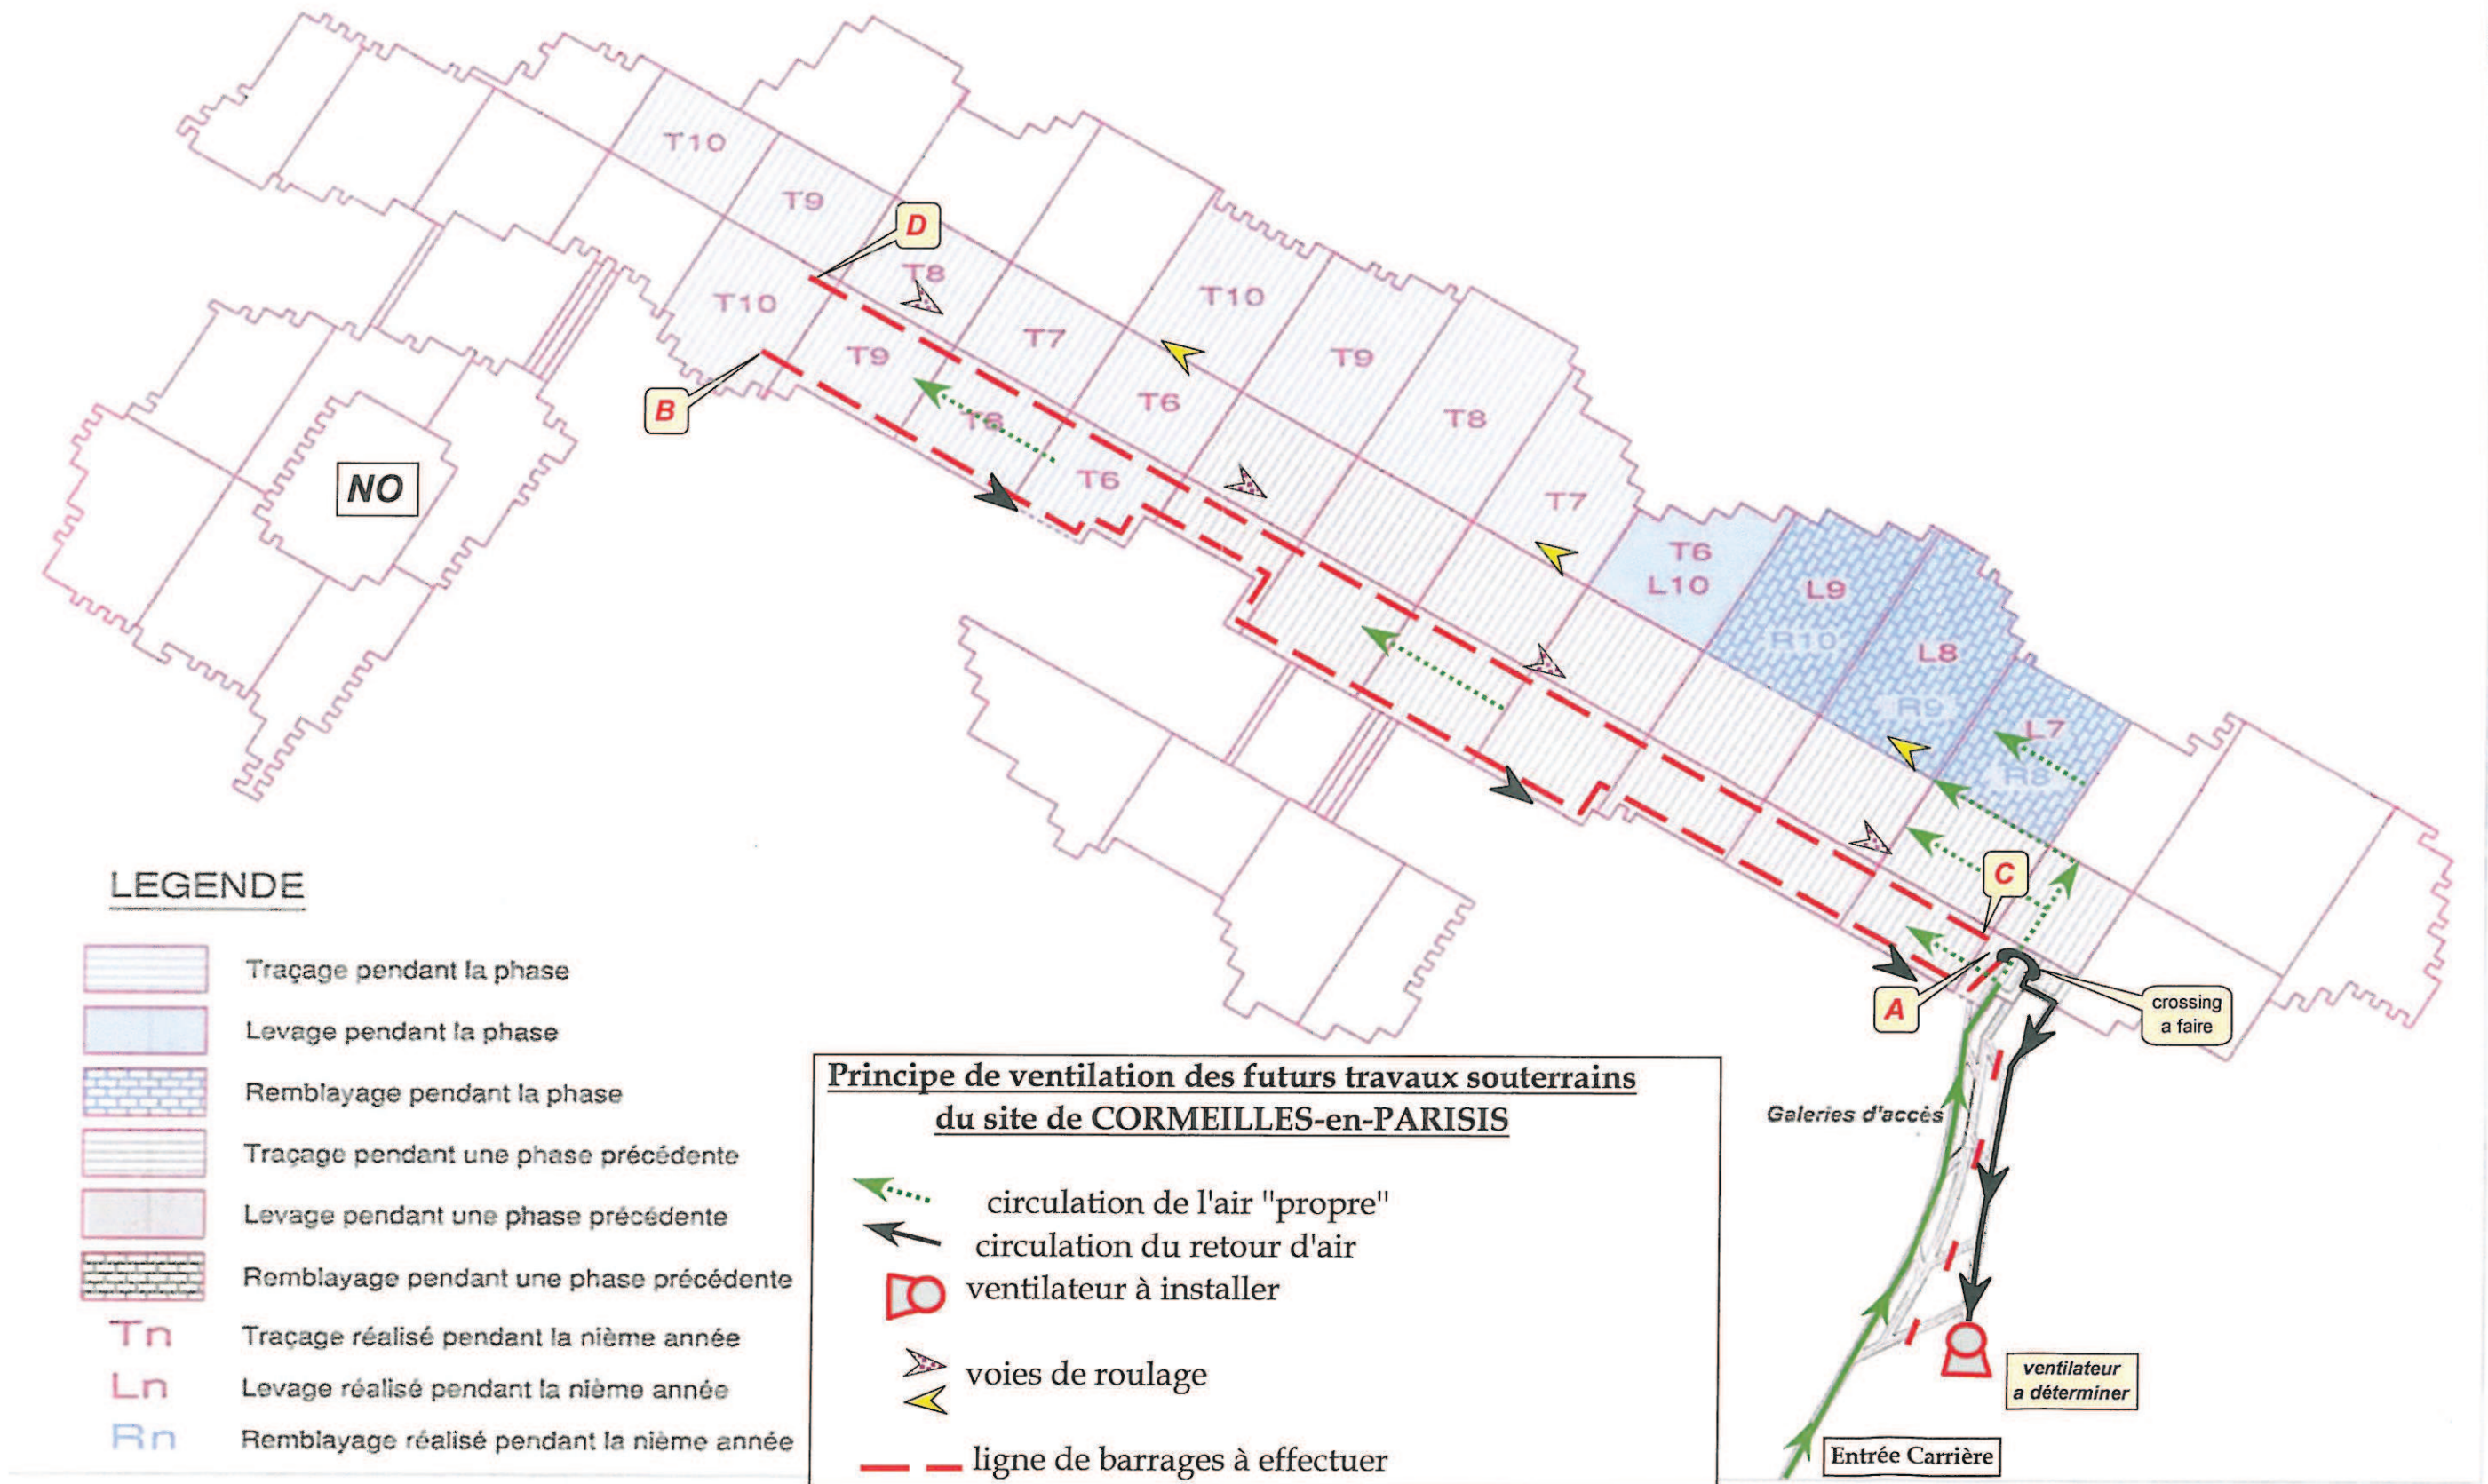 T10
T9
D
T8
T10
T10
T7
T9
T9
B
T6
T8
T8
T6
NO
T7
T6
L10
L9
R10
L8
R9
L7
R8
C
A
crossing
a faire
LEGENDE
Traçage pendant la phase
Levage pendant la phase
Remblayage pendant la phase
Traçage pendant une phase précédente
Levage pendant une phase précédente
Remblayage pendant une phase précédente
Tn Traçage réalisé pendant la nième année
Ln Levage réalisé pendant la nième année
Rn Remblayage réalisé pendant la nième année
Principe de ventilation des futurs travaux souterrains
du site de CORMEILLES-en-PARISIS
circulation de l'air "propre"
circulation du retour d'air
ventilateur à installer
voies de roulage
ligne de barrages à effectuer
Galeries d'accès
ventilateur
a déterminer
Entrée Carrière